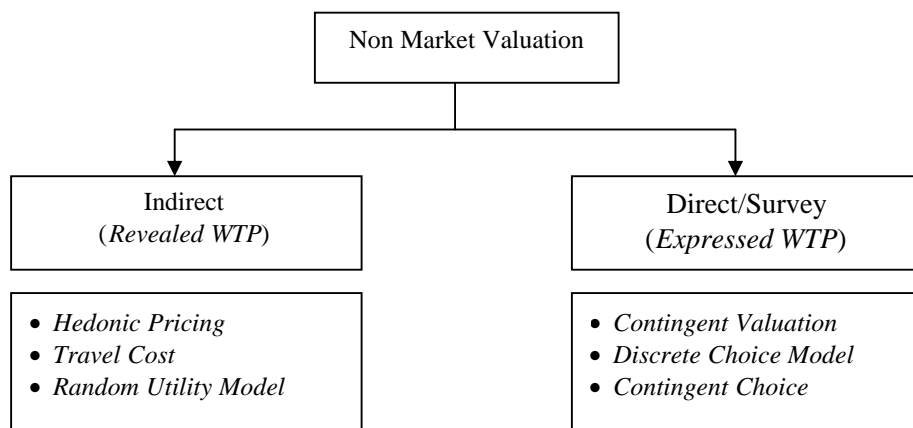 Non Market Valuation
Indirect
(Revealed WTP)
Direct/Survey
(Expressed WTP)
• Hedonic Pricing
• Travel Cost
• Random Utility Model
• Contingent Valuation
• Discrete Choice Model
• Contingent Choice